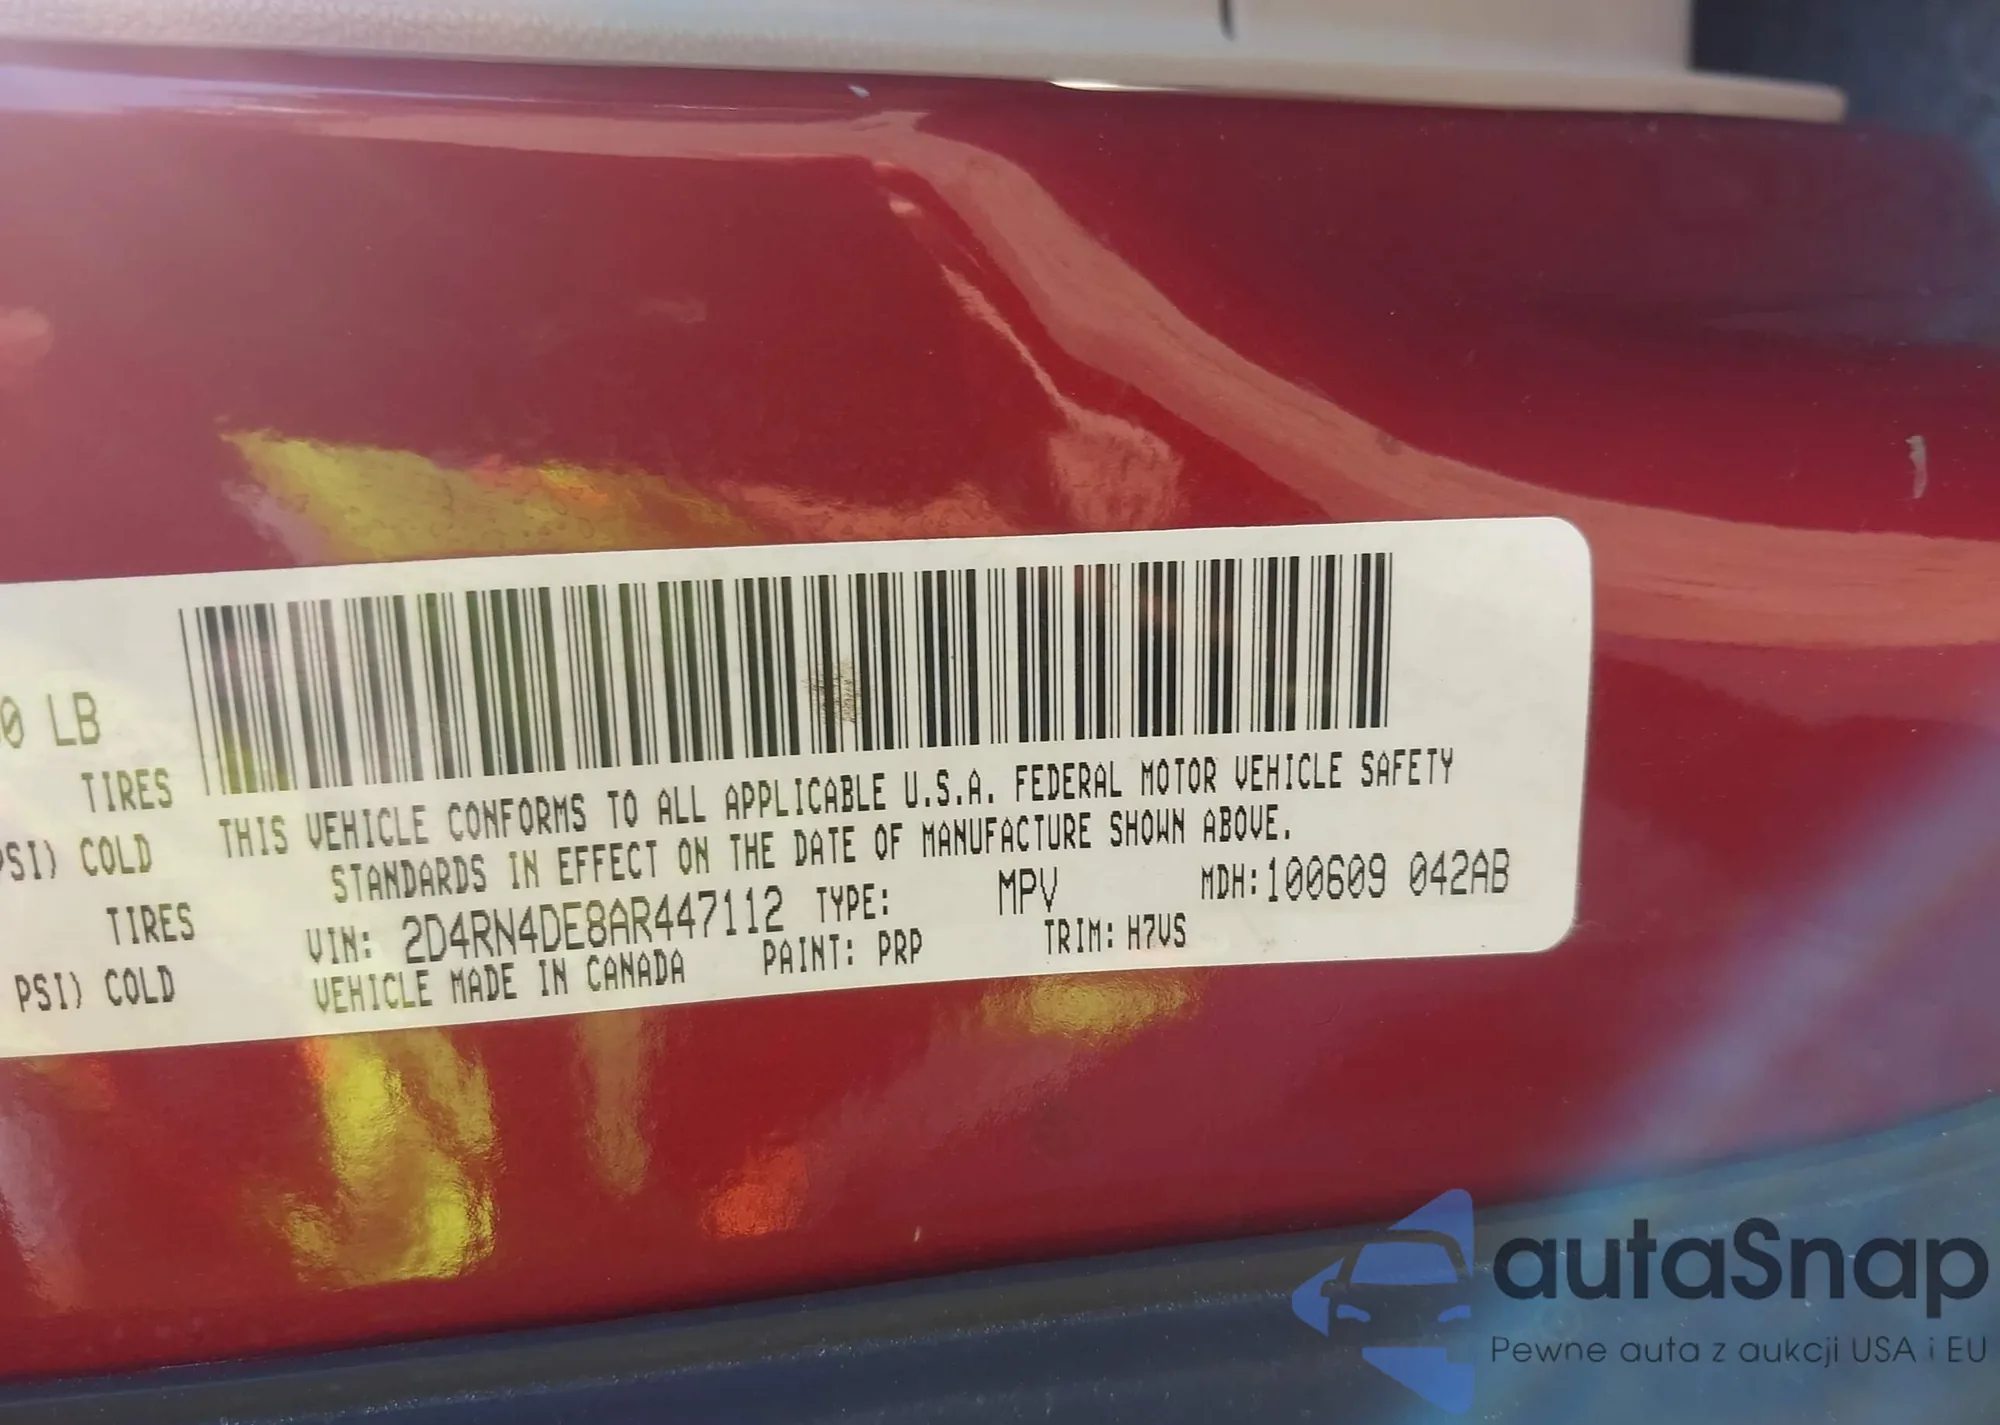 0 LB
TIRES
PSI) COLD
TIRES
PSI) COLD
THIS VEHICLE CONFORMS TO ALL APPLICABLE U.S.A. FEDERAL MOTOR VEHICLE SAFETY
STANDARDS IN EFFECT ON THE DATE OF MANUFACTURE SHOWN ABOVE.
VIN: 2D4RN4DE8AR447112 TYPE: MPV MDH:100609 042AB
VEHICLE MADE IN CANADA PAINT: PRP TRIM: H7VS
autaSnap
Pewne auta z aukcji USA i EU